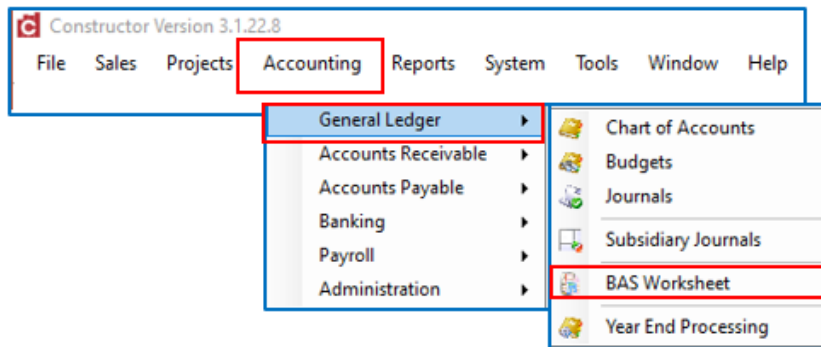 Constructor Version 3.1.22.8
File Sales Projects Accounting Reports System Tools Window Help
General Ledger
Accounts Receivable
Accounts Payable
Banking
Payroll
Administration
Chart of Accounts
Budgets
Journals
Subsidiary Journals
BAS Worksheet
Year End Processing